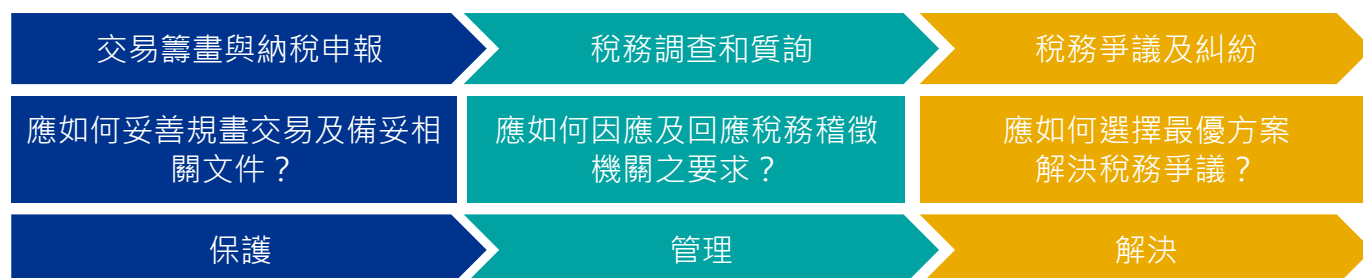 交易籌畫與納稅申報
稅務調查和質詢
稅務爭議及糾紛
應如何妥善規畫交易及備妥相
關文件？
應如何因應及回應稅務稽徵
機關之要求？
應如何選擇最優方案
解決稅務爭議？
保護
管理
解決